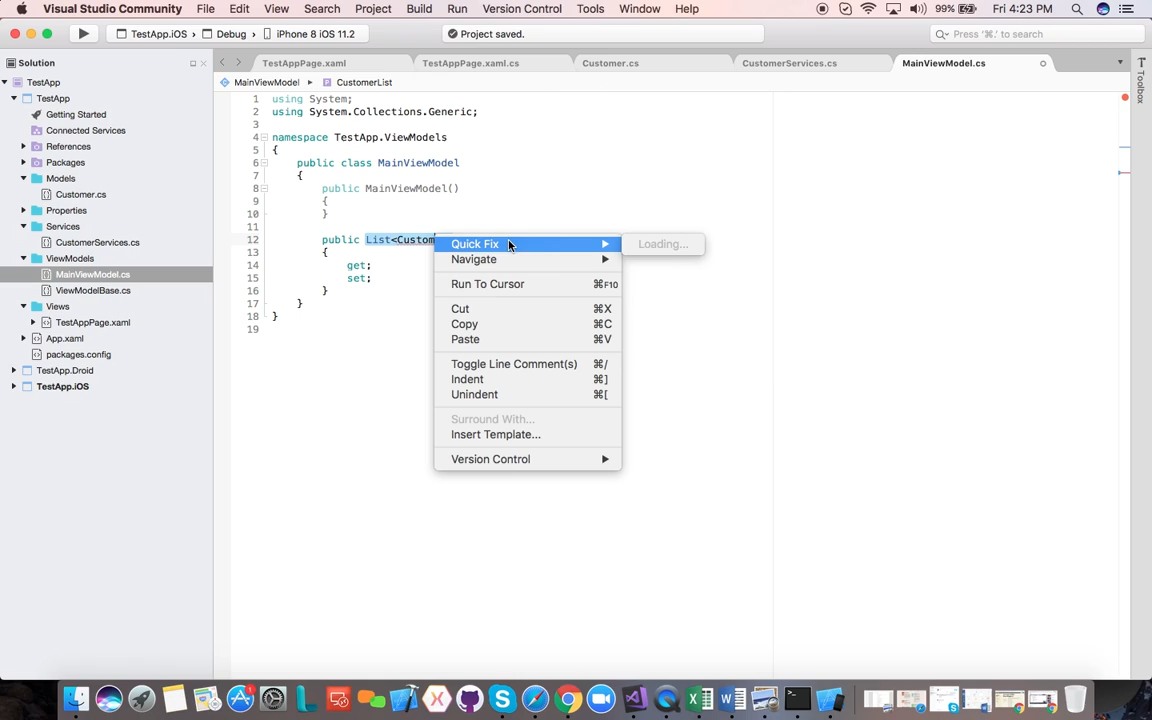 Visual Studio Community File Edit View Search Project Build Run Version Control Tools Window Help 99% Fri 4:23 PM
TestApp.iOS Debug iPhone 8 iOS 11.2 Project saved. Press '⌘.' to search
Solution TestAppPage.xaml TestAppPage.xaml.cs Customer.cs CustomerServices.cs MainViewModel.cs Toolbox
TestApp MainViewModel CustomerList
TestApp
Getting Started
Connected Services
References
Packages
Models
Customer.cs
Properties
Services
CustomerServices.cs
ViewModels
MainViewModel.cs
ViewModelBase.cs
Views
TestAppPage.xaml
App.xaml
packages.config
TestApp.Droid
TestApp.iOS
1 using System;
2 using System.Collections.Generic;
3
4 namespace TestApp.ViewModels
5 {
6 public class MainViewModel
7 {
8 public MainViewModel()
9 {
10 }
11
12 public List<Custom
13 {
14 get;
15 set;
16 }
17 }
18 }
19
Quick Fix Loading...
Navigate
Run To Cursor ⌘F10
Cut ⌘X
Copy ⌘C
Paste ⌘V
Toggle Line Comment(s) ⌘/
Indent ⌘]
Unindent ⌘[
Surround With...
Insert Template...
Version Control